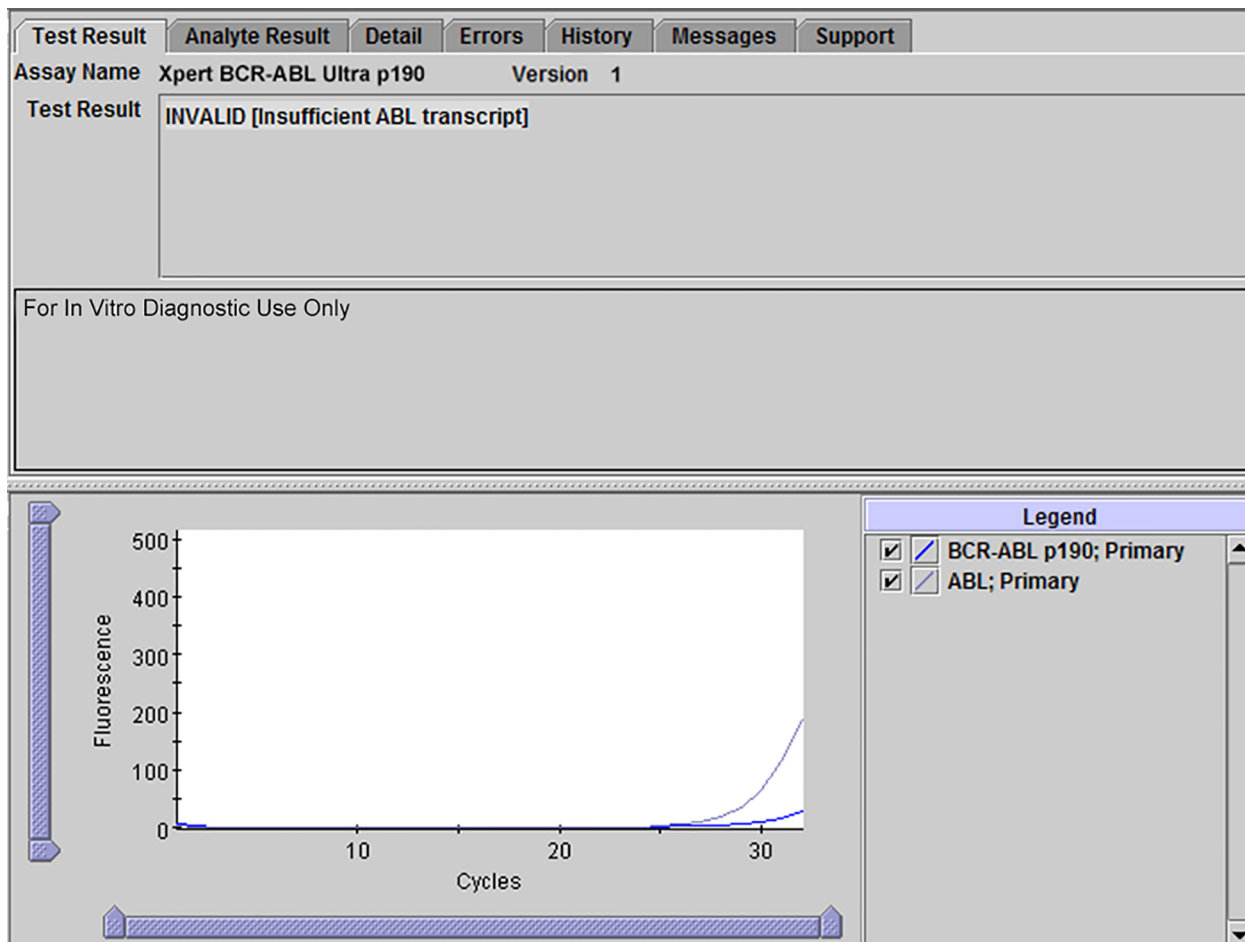 Test Result Analyte Result Detail Errors History Messages Support
Assay Name Xpert BCR-ABL Ultra p190 Version 1
Test Result INVALID [Insufficient ABL transcript]
For In Vitro Diagnostic Use Only
500
400
300
200
100
0
Fluorescence
10 20 30
Cycles
Legend
BCR-ABL p190; Primary
ABL; Primary